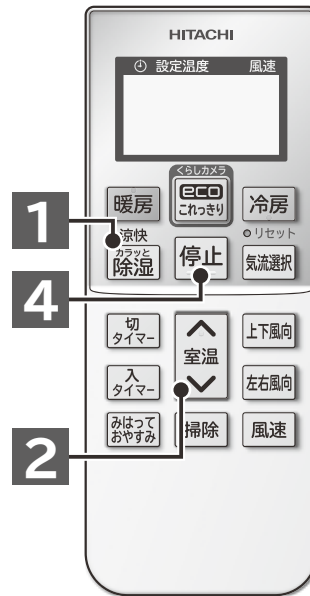 HITACHI
設定温度 風速
くらしカメラ
eco
これっきり
暖房
冷房
1
涼快
カラッと
除湿
停止
リセット
気流選択
4
切
タイマー
室温
上下風向
入
タイマー
左右風向
2
みはって
おやすみ
掃除
風速